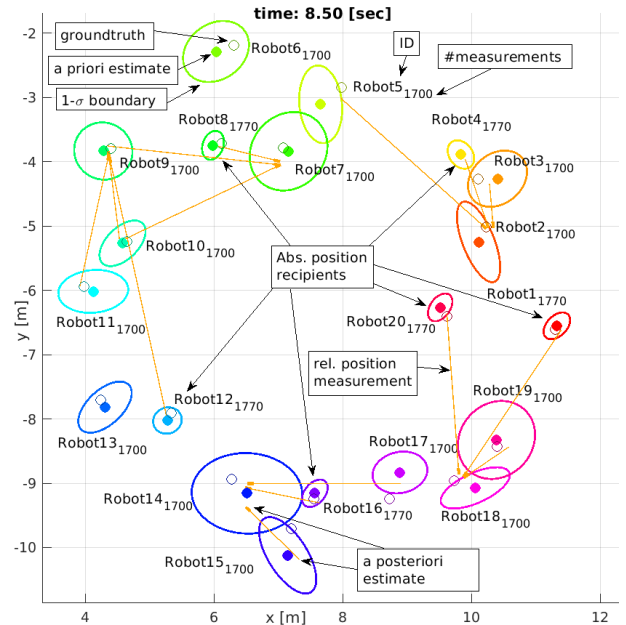 time: 8.50 [sec]
groundtruth
a priori estimate
1-σ boundary
ID
#measurements
Robot6 1700
Robot5 1700
Robot8 1770
Robot4 1770
Robot9 1700
Robot7 1700
Robot3 1700
Robot10 1700
Robot2 1700
Abs. position
recipients
Robot11 1700
Robot20 1770
Robot1 1770
rel. position
measurement
Robot12 1770
Robot19 1700
Robot13 1700
Robot17 1700
Robot14 1700
Robot16 1770
Robot18 1700
Robot15 1700
a posteriori
estimate
-2
-3
-4
-5
-6
-7
-8
-9
-10
y [m]
4
6
8
10
12
x [m]